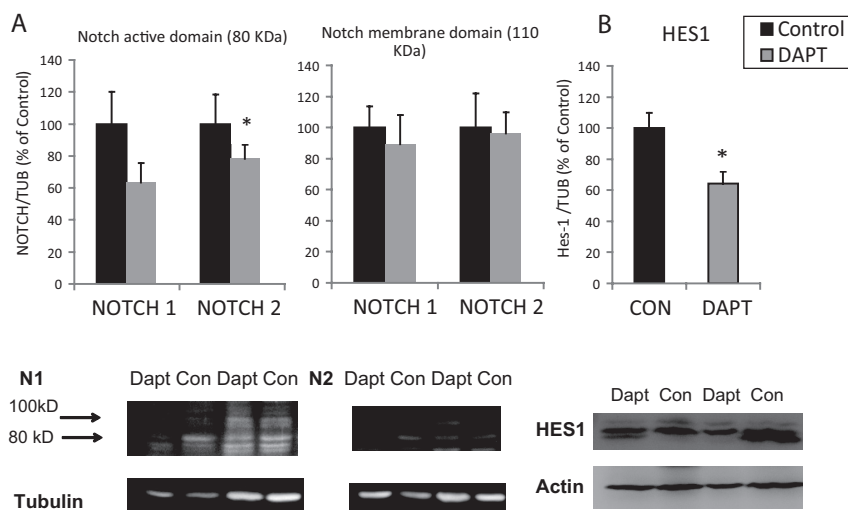 A
Notch active domain (80 KDa)
NOTCH/TUB (% of Control)
140
120
100
80
60
40
20
0
*
NOTCH 1 NOTCH 2
Notch membrane domain (110
KDa)
140
120
100
80
60
40
20
0
NOTCH 1 NOTCH 2
B
HES1
Control
DAPT
Hes-1 /TUB (% of Control)
140
120
100
80
60
40
20
0
*
CON DAPT
N1
Dapt Con Dapt Con
100kD
80 kD
Tubulin
N2
Dapt Con Dapt Con
Dapt Con Dapt Con
HES1
Actin